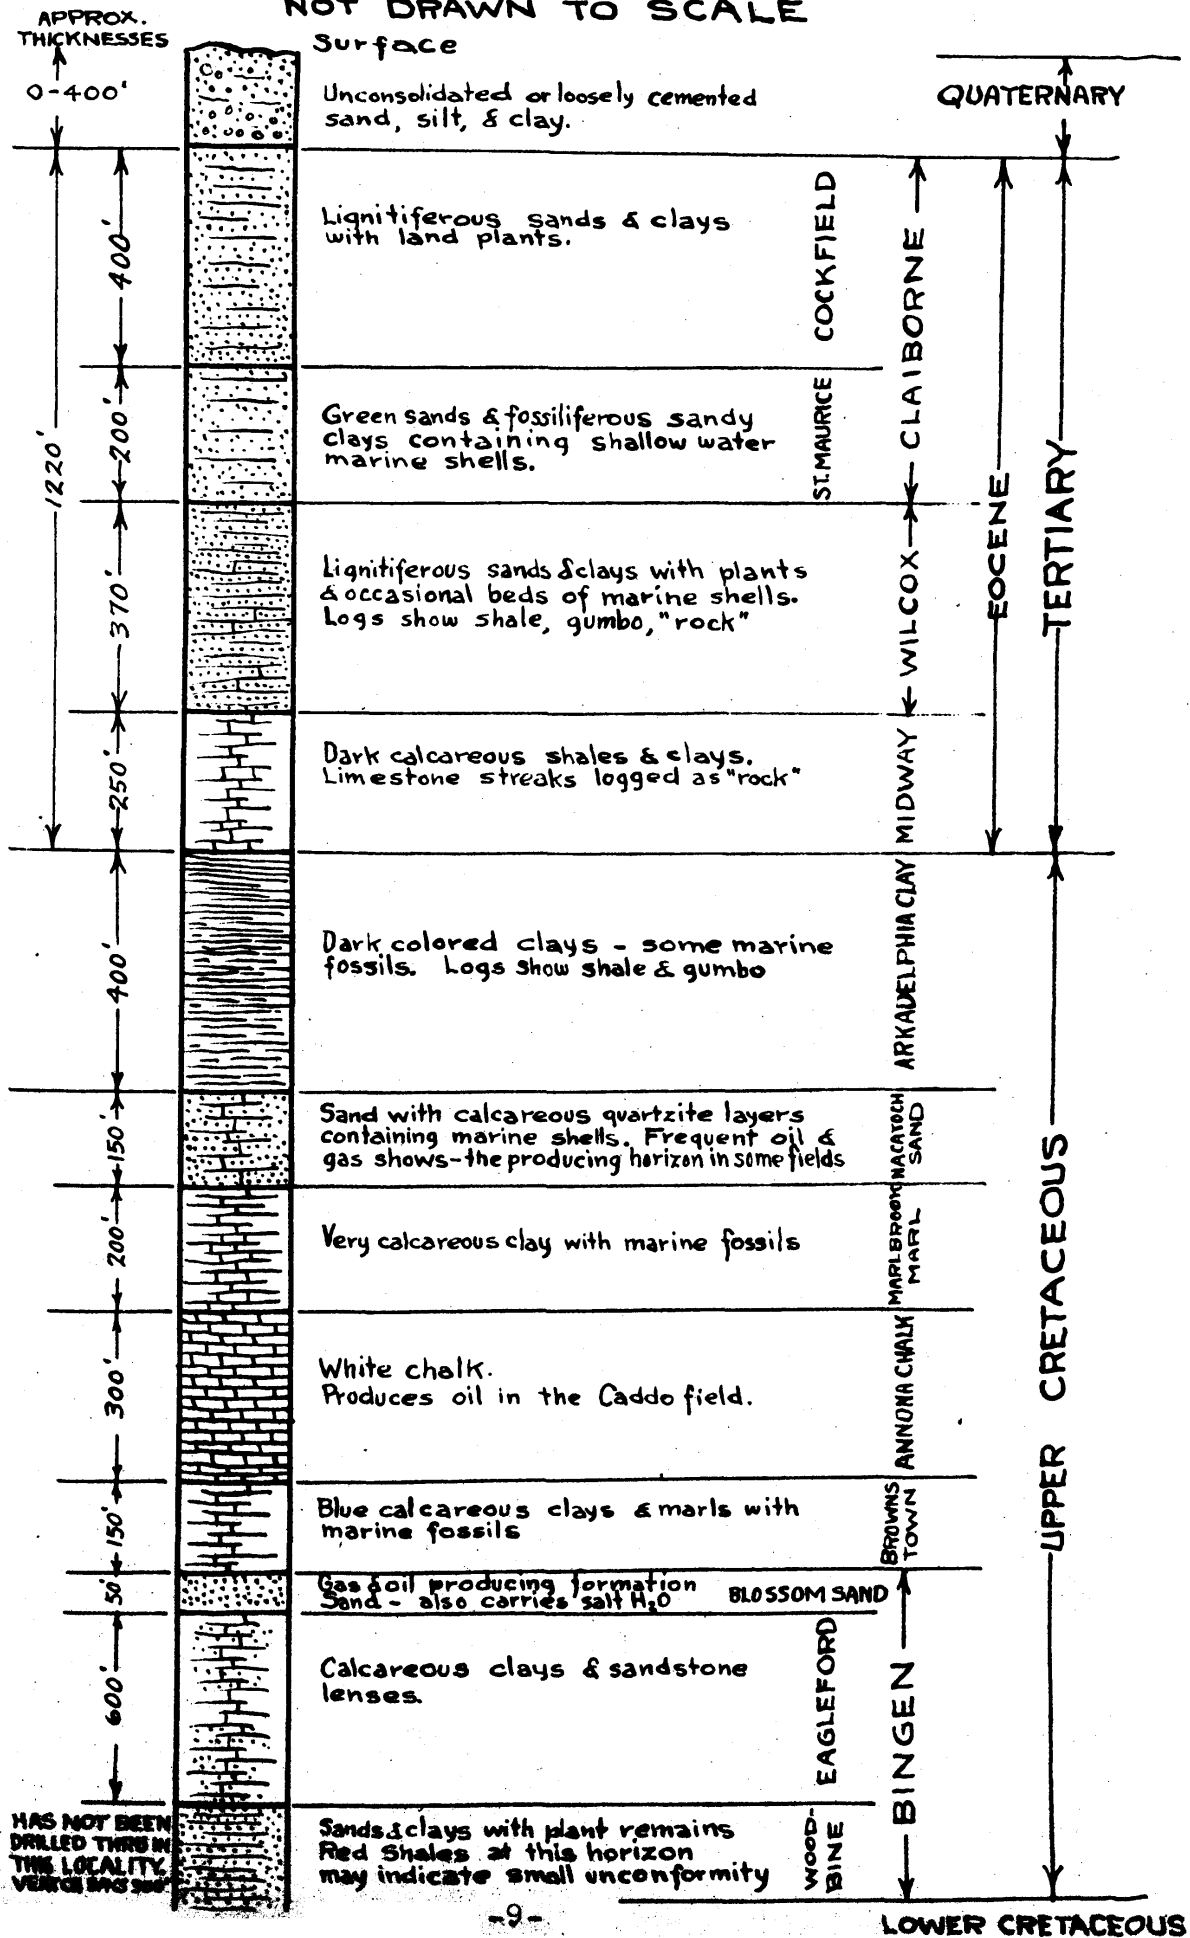 NOT DRAWN TO SCALE
APPROX.
THICKNESSES
Surface
0-400'
Unconsolidated or loosely cemented
sand, silt, & clay.
QUATERNARY
1220'
400'
Lignitiferous sands & clays
with land plants.
COCKFIELD
CLAIBORNE
EOCENE
TERTIARY
200'
Green sands & fossiliferous sandy
clays containing shallow water
marine shells.
ST. MAURICE
370'
Lignitiferous sands & clays with plants
& occasional beds of marine shells.
Logs show shale, gumbo, "rock"
WILCOX
250'
Dark calcareous shales & clays.
Limestone streaks logged as "rock"
MIDWAY
400'
Dark colored clays - some marine
fossils. Logs show shale & gumbo
ARKADELPHIA CLAY
UPPER CRETACEOUS
150'
Sand with calcareous quartzite layers
containing marine shells. Frequent oil &
gas shows-the producing horizon in some fields
NACATOCH
SAND
200'
Very calcareous clay with marine fossils
MARLBROOK
MARL
300'
White chalk.
Produces oil in the Caddo field.
ANNONA CHALK
150'
Blue calcareous clays & marls with
marine fossils
BROWNS
TOWN
50'
Gas & oil producing formation
Sand - also carries salt H2O
BLOSSOM SAND
600'
Calcareous clays & sandstone
lenses.
EAGLEFORD
BINGEN
HAS NOT BEEN
DRILLED THRU IN
THIS LOCALITY.
Sands & clays with plant remains
Red Shales at this horizon
may indicate small unconformity
WOOD-
BINE
-9-
LOWER CRETACEOUS